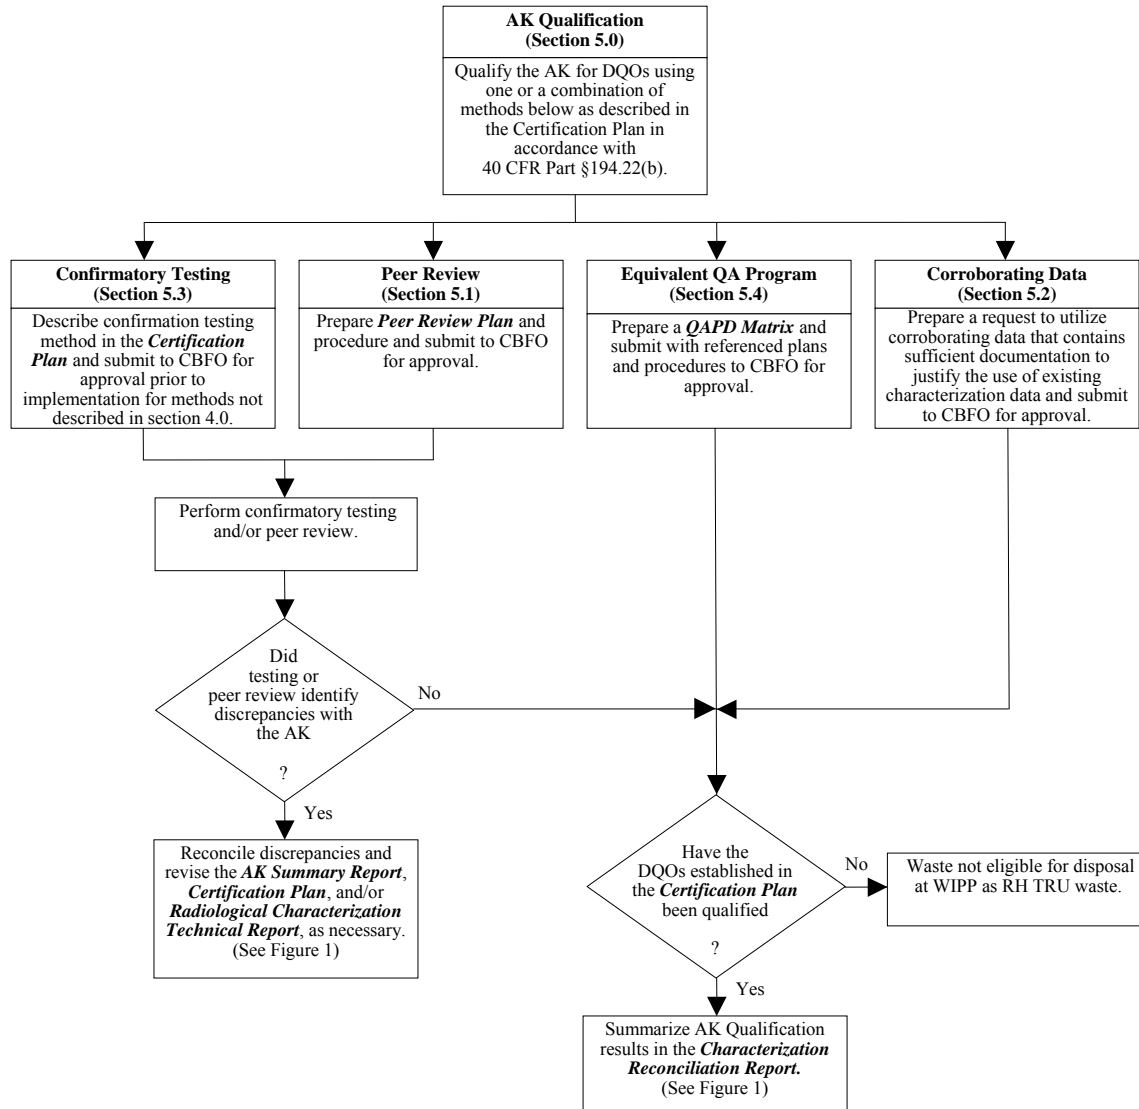 AK Qualification
(Section 5.0)
Qualify the AK for DQOs using
one or a combination of
methods below as described in
the Certification Plan in
accordance with
40 CFR Part §194.22(b).
Confirmatory Testing
(Section 5.3)
Describe confirmation testing
method in the Certification
Plan and submit to CBFO for
approval prior to
implementation for methods not
described in section 4.0.
Peer Review
(Section 5.1)
Prepare Peer Review Plan and
procedure and submit to CBFO
for approval.
Equivalent QA Program
(Section 5.4)
Prepare a QAPD Matrix and
submit with referenced plans
and procedures to CBFO for
approval.
Corroborating Data
(Section 5.2)
Prepare a request to utilize
corroborating data that contains
sufficient documentation to
justify the use of existing
characterization data and submit
to CBFO for approval.
Perform confirmatory testing
and/or peer review.
Did
testing or
peer review identify
discrepancies with
the AK
?
No
Yes
Reconcile discrepancies and
revise the AK Summary Report,
Certification Plan, and/or
Radiological Characterization
Technical Report, as necessary.
(See Figure 1)
Have the
DQOs established in
the Certification Plan
been qualified
?
No
Waste not eligible for disposal
at WIPP as RH TRU waste.
Yes
Summarize AK Qualification
results in the Characterization
Reconciliation Report.
(See Figure 1)